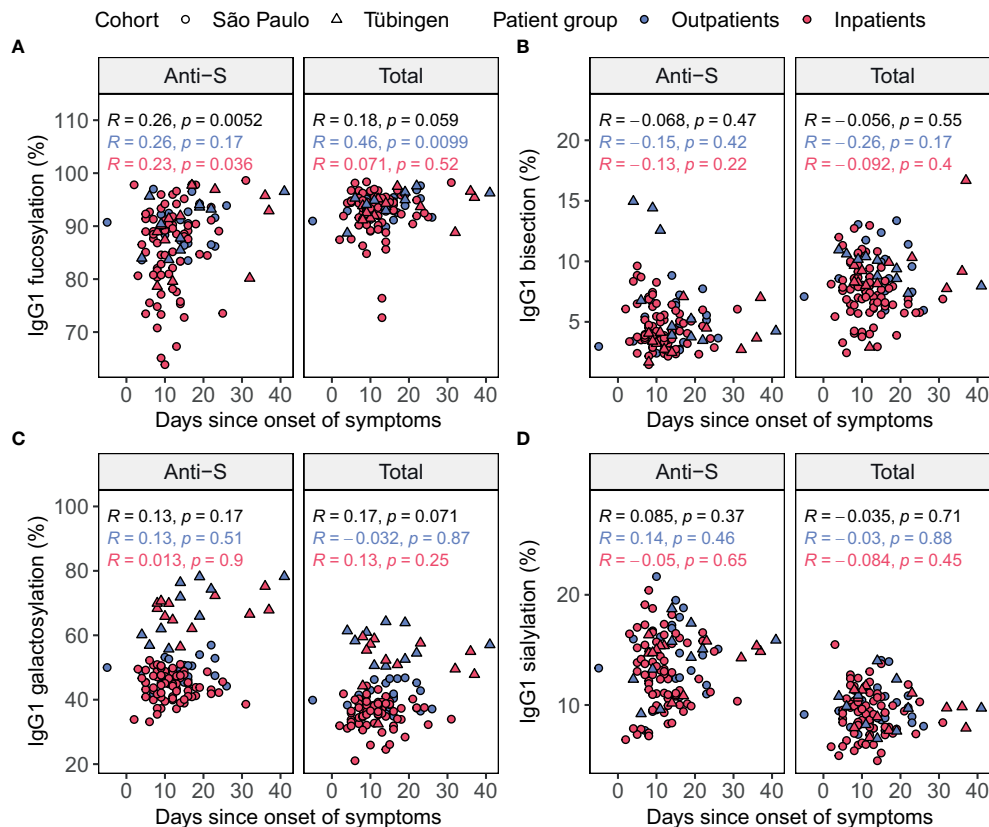 Cohort São Paulo Tübingen Patient group Outpatients Inpatients
A
Anti−S Total
R = 0.26, p = 0.0052 R = 0.18, p = 0.059
R = 0.26, p = 0.17 R = 0.46, p = 0.0099
R = 0.23, p = 0.036 R = 0.071, p = 0.52
IgG1 fucosylation (%)
110
100
90
80
70
0 10 20 30 40 0 10 20 30 40
Days since onset of symptoms
B
Anti−S Total
R = −0.068, p = 0.47 R = −0.056, p = 0.55
R = −0.15, p = 0.42 R = −0.26, p = 0.17
R = −0.13, p = 0.22 R = −0.092, p = 0.4
IgG1 bisection (%)
20
15
10
5
0 10 20 30 40 0 10 20 30 40
Days since onset of symptoms
C
Anti−S Total
R = 0.13, p = 0.17 R = 0.17, p = 0.071
R = 0.13, p = 0.51 R = −0.032, p = 0.87
R = 0.013, p = 0.9 R = 0.13, p = 0.25
IgG1 galactosylation (%)
100
80
60
40
20
0 10 20 30 40 0 10 20 30 40
Days since onset of symptoms
D
Anti−S Total
R = 0.085, p = 0.37 R = −0.035, p = 0.71
R = 0.14, p = 0.46 R = −0.03, p = 0.88
R = −0.05, p = 0.65 R = −0.084, p = 0.45
IgG1 sialylation (%)
20
10
0 10 20 30 40 0 10 20 30 40
Days since onset of symptoms